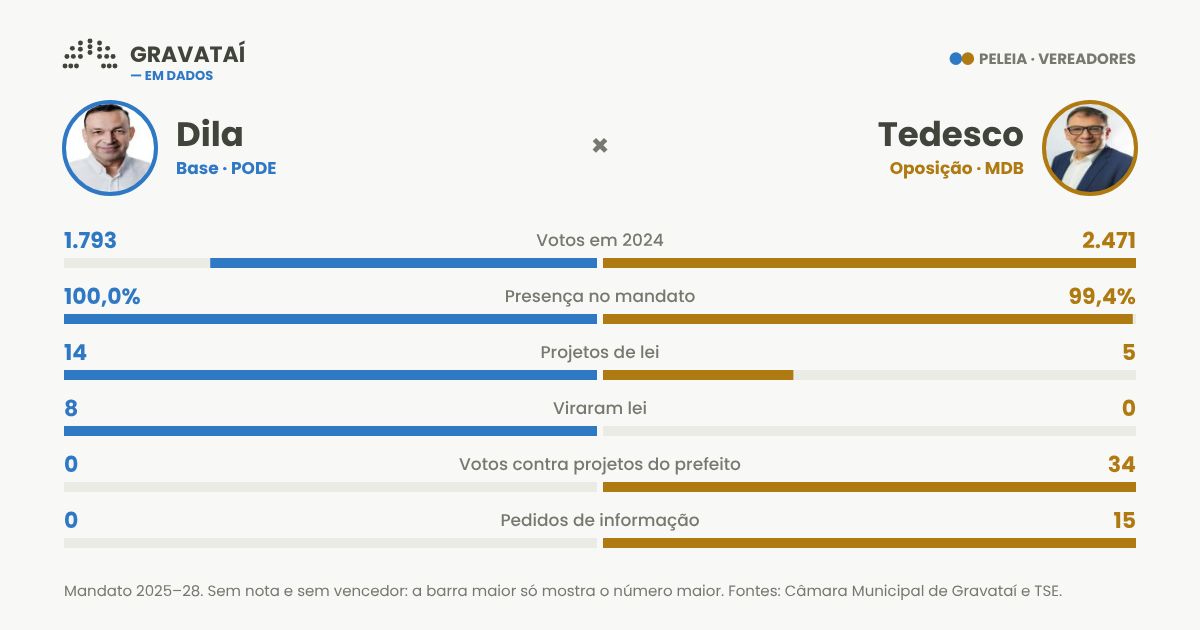 GRAVATAÍ
— EM DADOS
PELEIA · VEREADORES
Dila
Base · PODE
×
Tedesco
Oposição · MDB
1.793 Votos em 2024 2.471
100,0% Presença no mandato 99,4%
14 Projetos de lei 5
8 Viraram lei 0
0 Votos contra projetos do prefeito 34
0 Pedidos de informação 15
Mandato 2025–28. Sem nota e sem vencedor: a barra maior só mostra o número maior. Fontes: Câmara Municipal de Gravataí e TSE.